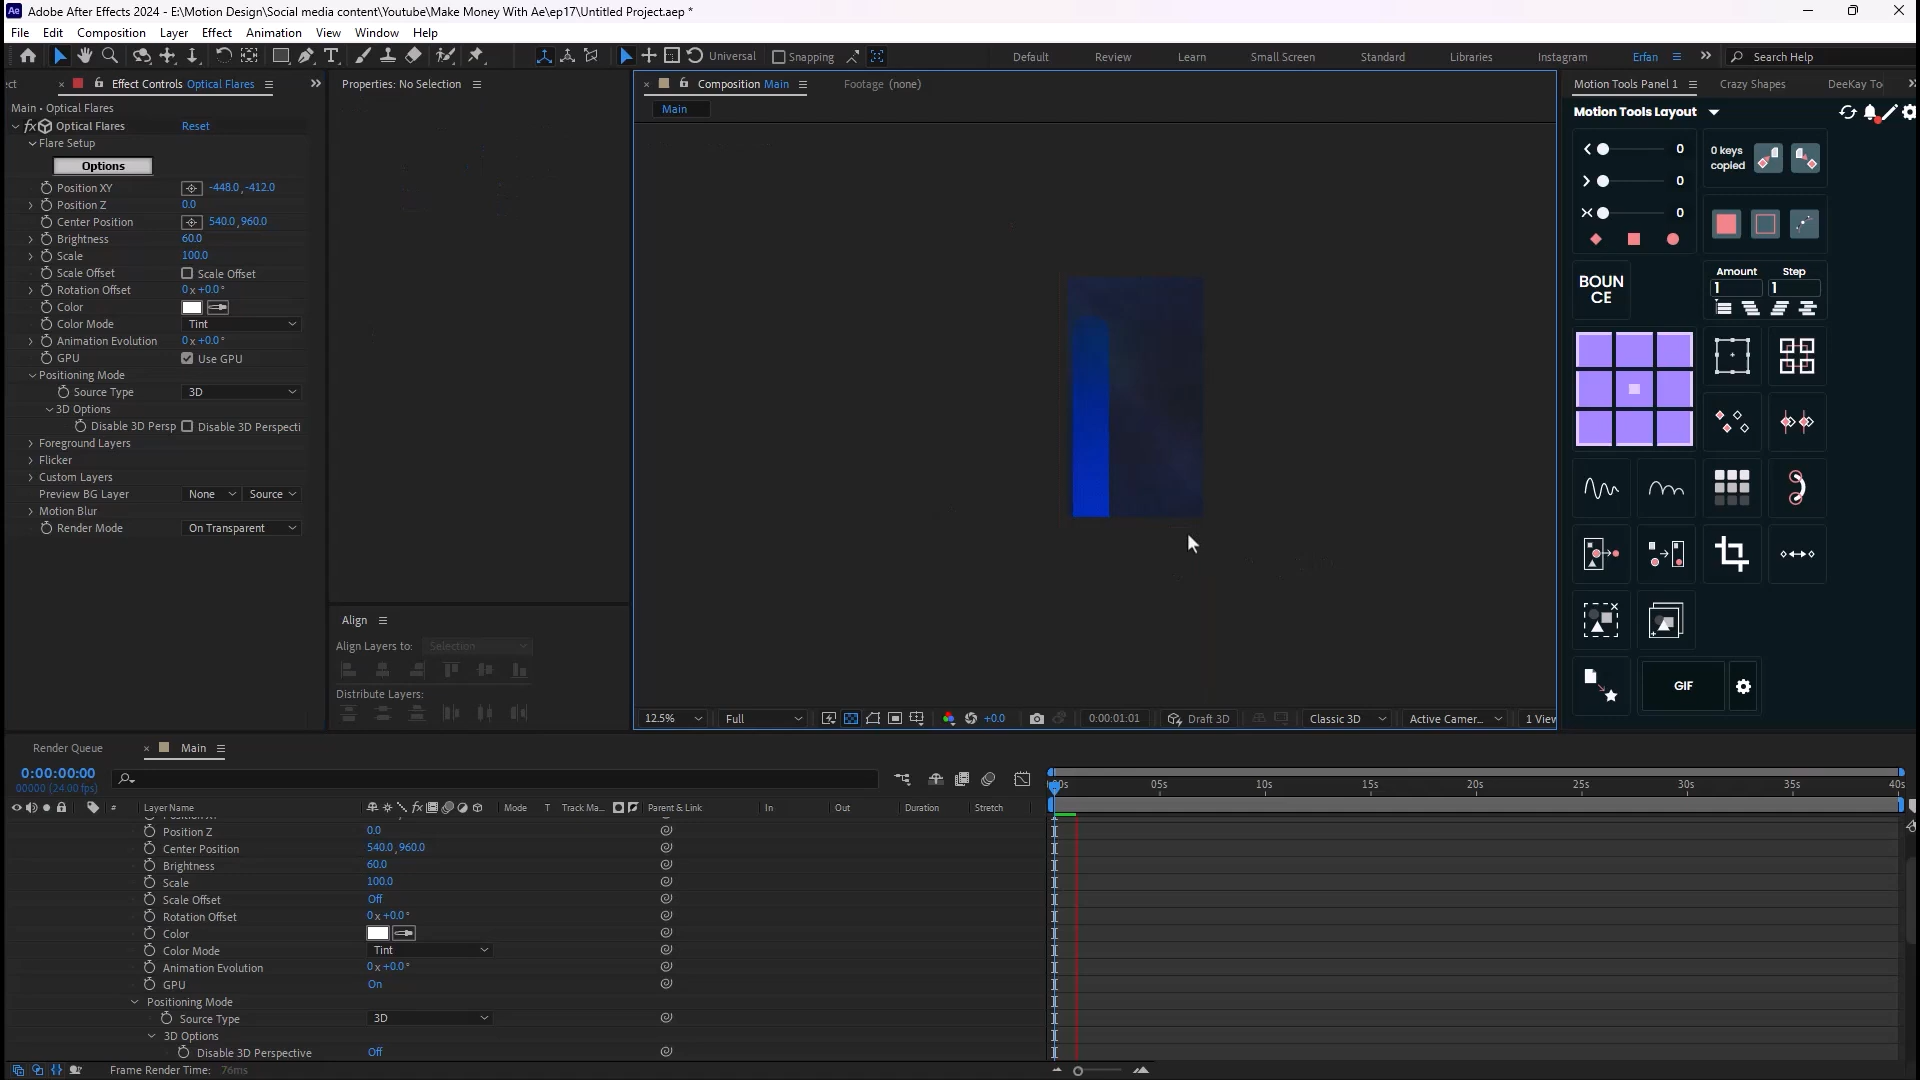 Ae Adobe After Effects 2024 - E:\Motion Design\Social media content\Youtube\Make Money With Ae\ep17\Untitled Project.aep *
File Edit Composition Layer Effect Animation View Window Help
Universal Snapping Default Review Learn Small Screen Standard Libraries Instagram Erfan Search Help
ect Effect Controls Optical Flares
Properties: No Selection
Composition Main
Footage (none)
Motion Tools Panel 1 Crazy Shapes DeeKay To
Main • Optical Flares
Main
Motion Tools Layout
fx Optical Flares Reset
Flare Setup
Options
Position XY -448.0, -412.0
Position Z 0.0
Center Position 540.0, 960.0
Brightness 60.0
Scale 100.0
Scale Offset Scale Offset
Rotation Offset 0x+0.0°
Color
Color Mode Tint
Animation Evolution 0x+0.0°
GPU Use GPU
Positioning Mode
Source Type 3D
3D Options
Disable 3D Persp Disable 3D Perspecti
Foreground Layers
Flicker
Custom Layers
Preview BG Layer None Source
Motion Blur
Render Mode On Transparent
Align
Align Layers to: Selection
Distribute Layers:
0
0 keys
copied
0
0
BOUN
CE
Amount Step
1 1
GIF
12.5% Full +0.0 0:00:01:01 Draft 3D Classic 3D Active Camer... 1 View
Render Queue Main
0:00:00:00
00000 (24.00 fps)
00s 05s 10s 15s 20s 25s 30s 35s 40s
# Layer Name fx Mode T Track Ma... Parent & Link In Out Duration Stretch
Position Z 0.0
Center Position 540.0, 960.0
Brightness 60.0
Scale 100.0
Scale Offset Off
Rotation Offset 0x+0.0°
Color
Color Mode Tint
Animation Evolution 0x+0.0°
GPU On
Positioning Mode
Source Type 3D
3D Options
Disable 3D Perspective Off
Frame Render Time: 76ms